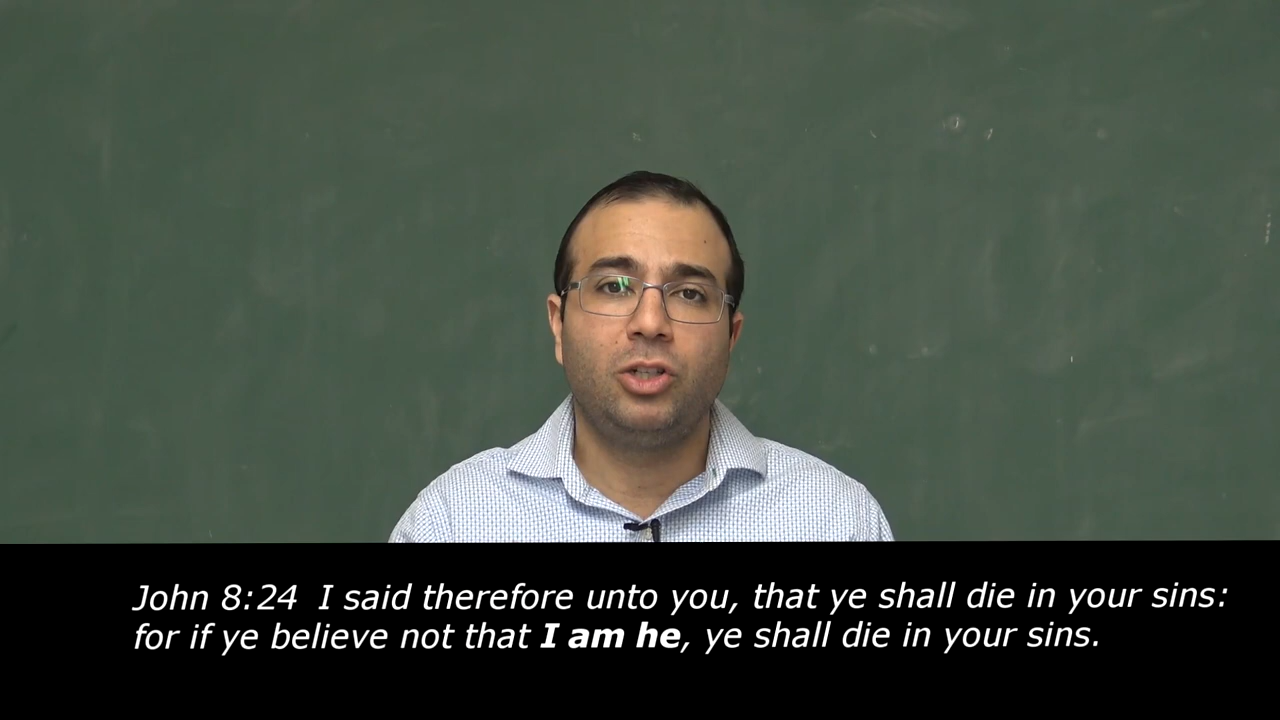 John 8:24 I said therefore unto you, that ye shall die in your sins:
for if ye believe not that I am he, ye shall die in your sins.